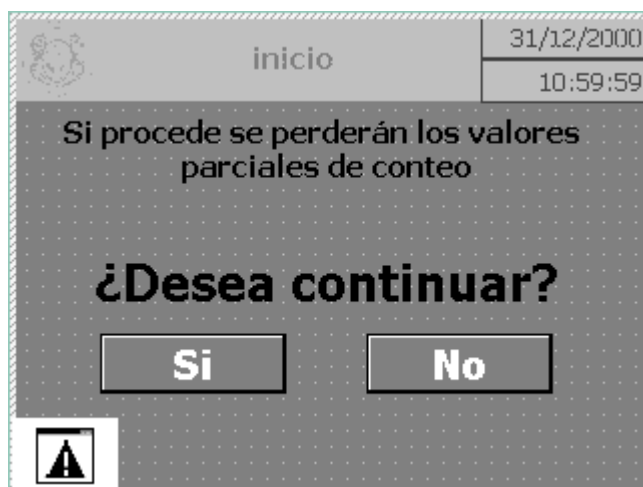 inicio
31/12/2000
10:59:59
Si procede se perderán los valores
parciales de conteo
¿Desea continuar?
Si
No